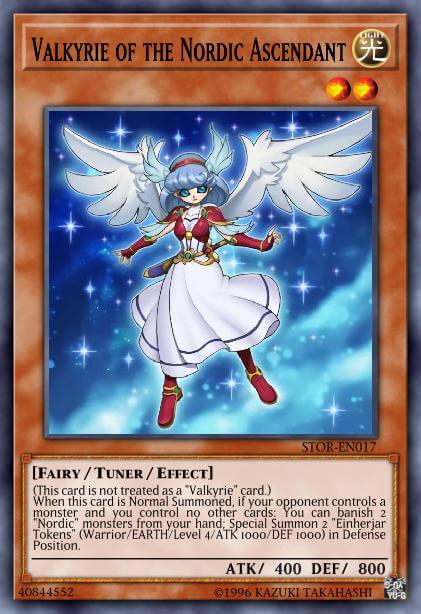 VALKYRIE OF THE NORDIC ASCENDANT
LIGHT
光
STOR-EN017
[FAIRY / TUNER / EFFECT]
(This card is not treated as a "Valkyrie" card.)
When this card is Normal Summoned, if your opponent controls a
monster and you control no other cards: You can banish 2
"Nordic" monsters from your hand; Special Summon 2 "Einherjar
Tokens" (Warrior/EARTH/Level 4/ATK 1000/DEF 1000) in Defense
Position.
ATK/ 400 DEF/ 800
40844552
©1996 KAZUKI TAKAHASHI